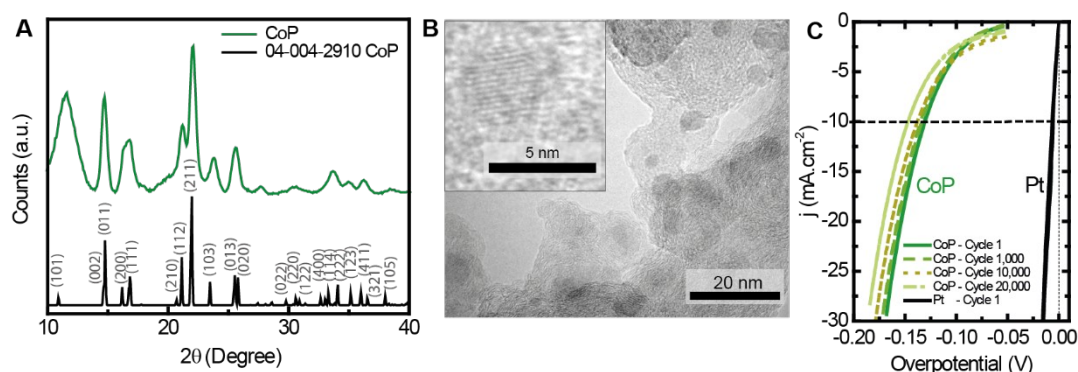 A
CoP
04-004-2910 CoP
Counts (a.u.)
(101)
(002)
(011)
(200)
(111)
(210)
(112)
(211)
(103)
(013)
(020)
(022)
(220)
(122)
(400)
(114)
(222)
(123)
(411)
(321)
(105)
10
20
30
40
2θ (Degree)
B
5 nm
20 nm
C
0
-5
-10
-15
-20
-25
-30
j (mA.cm⁻²)
CoP
Pt
CoP - Cycle 1
CoP - Cycle 1,000
CoP - Cycle 10,000
CoP - Cycle 20,000
Pt - Cycle 1
-0.20
-0.15
-0.10
-0.05
0.00
Overpotential (V)